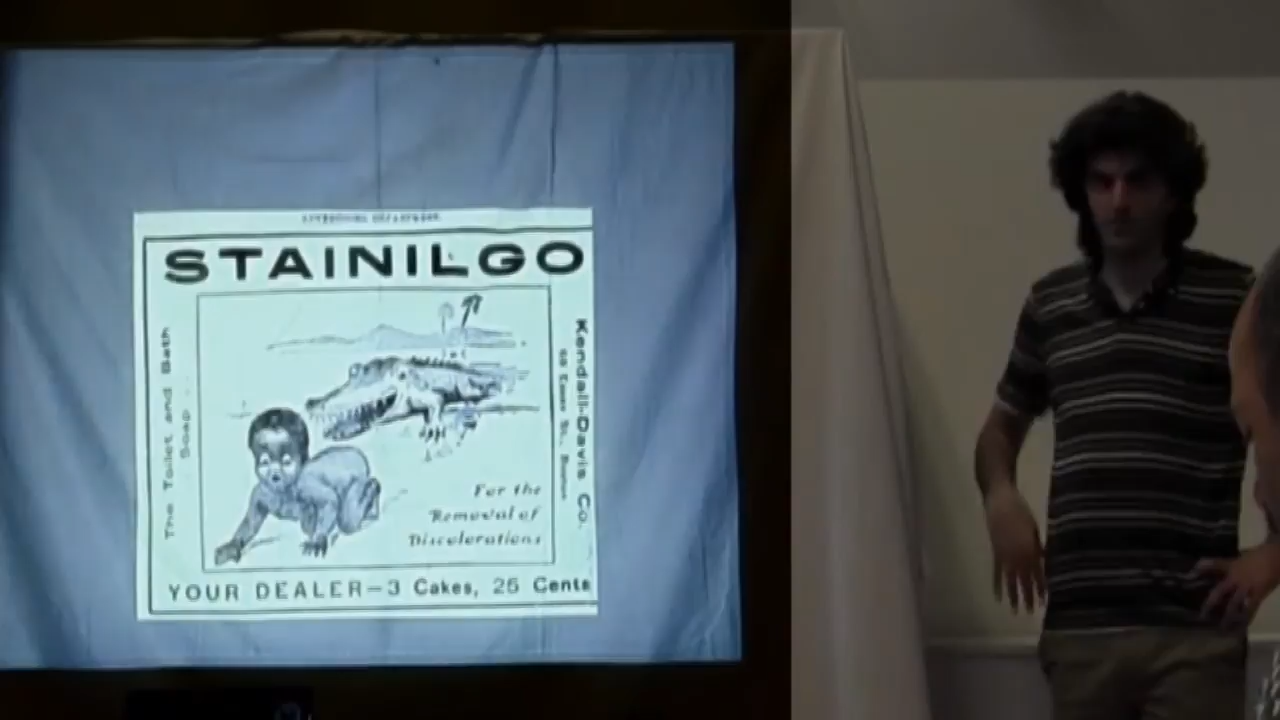 STAINILGO
The Toilet and Bath
Soap
For the
Removal of
Discolorations
Kendall-Davis Co.
YOUR DEALER-3 Cakes, 25 Cents